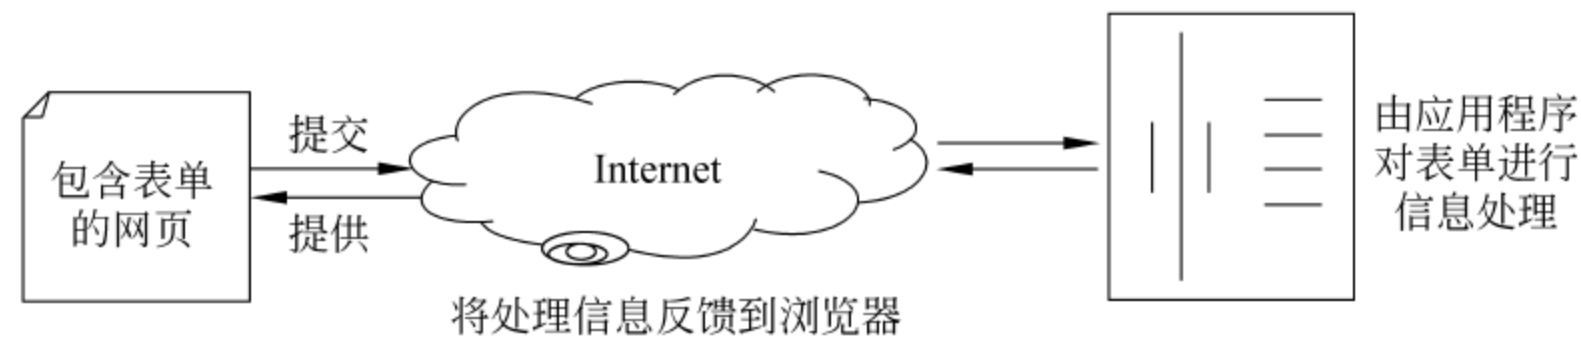 包含表单
的网页
提交
提供
Internet
将处理信息反馈到浏览器
由应用程序
对表单进行
信息处理